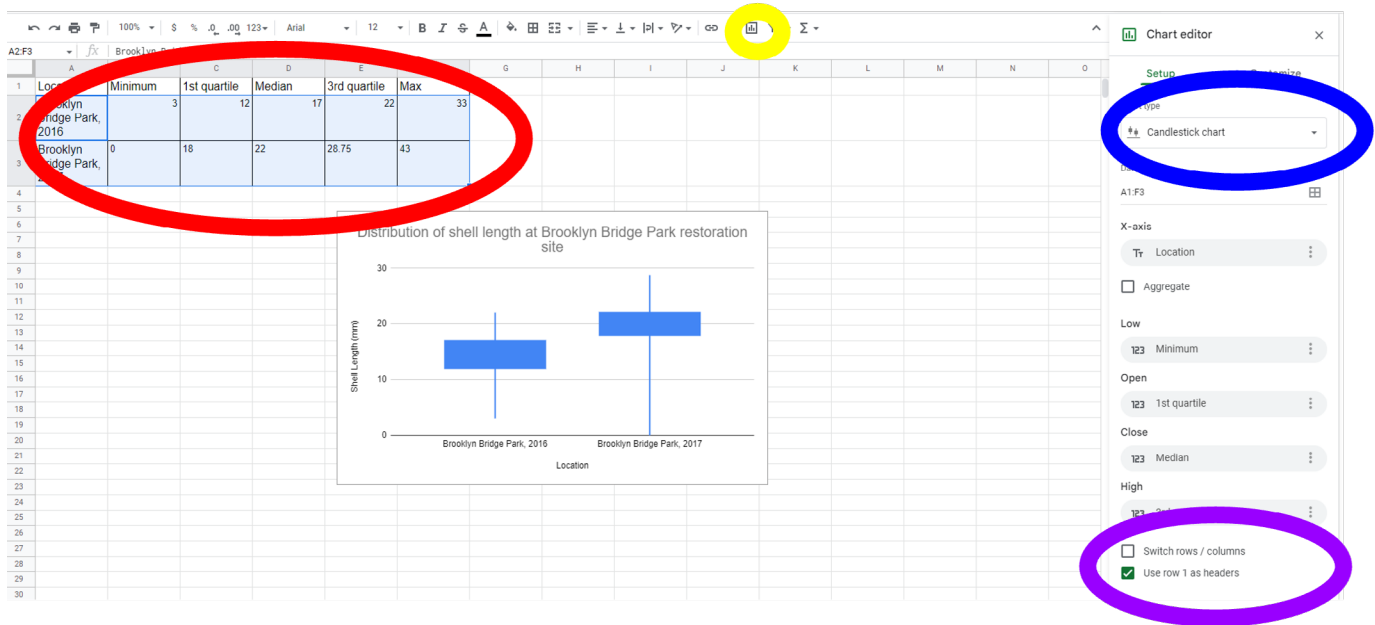 100% $ % .0 .00 123 Arial 12 B I S A Σ
Chart editor
A2:F3 fx
A C D E G H I J K L M N O
Setup
1 Minimum 1st quartile Median 3rd quartile Max
2 3 12 17 22 33
Bridge Park,
2016
Candlestick chart
Brooklyn 0 18 22 28.75 43
3 Bridge Park,
4
A1:F3
5
6
Distribution of shell length at Brooklyn Bridge Park restoration
site
7
8
9
10
11
12
13
14
15
16
17
18
19
20
21
22
23
24
25
26
27
28
29
30
30
20
10
0
Shell Length (mm)
Brooklyn Bridge Park, 2016 Brooklyn Bridge Park, 2017
Location
X-axis
Tт Location
Aggregate
Low
123 Minimum
Open
123 1st quartile
Close
123 Median
High
123
Switch rows / columns
Use row 1 as headers